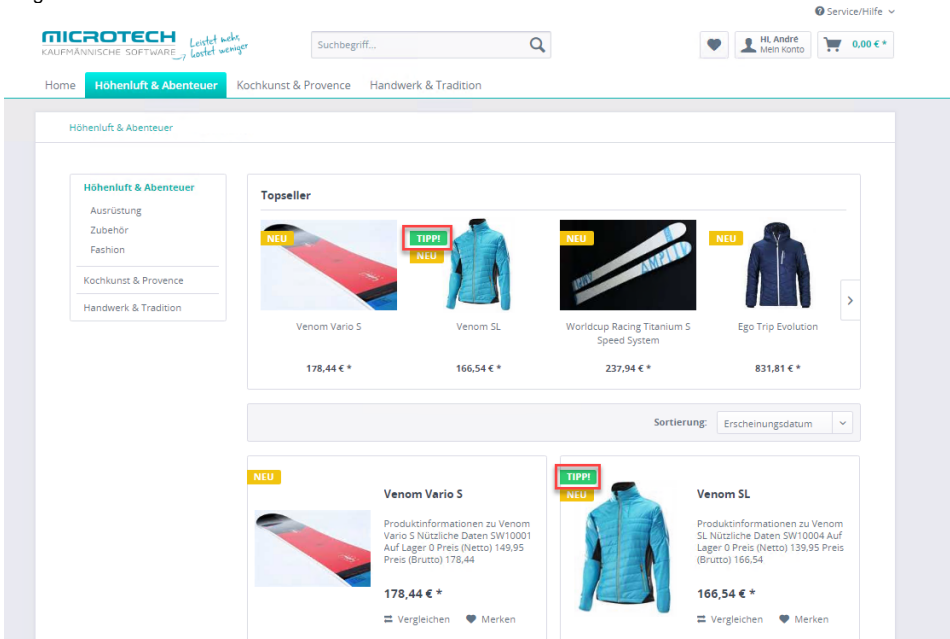 Service/Hilfe
MICROTECH
KAUFMÄNNISCHE SOFTWARE
Leistet mehr,
kostet weniger
Suchbegriff...
Hi, André
Mein Konto
0,00 € *
Home
Höhenluft & Abenteuer
Kochkunst & Provence
Handwerk & Tradition
Höhenluft & Abenteuer
Höhenluft & Abenteuer
Ausrüstung
Zubehör
Fashion
Kochkunst & Provence
Handwerk & Tradition
Topseller
NEU
TIPP!
NEU
NEU
AMPLID
NEU
Venom Vario S
Venom SL
Worldcup Racing Titanium S
Speed System
Ego Trip Evolution
178,44 € *
166,54 € *
237,94 € *
831,81 € *
Sortierung:
Erscheinungsdatum
NEU
Venom Vario S
Produktinformationen zu Venom
Vario S Nützliche Daten SW10001
Auf Lager 0 Preis (Netto) 149,95
Preis (Brutto) 178,44
178,44 € *
Vergleichen
Merken
TIPP!
NEU
Venom SL
Produktinformationen zu Venom
SL Nützliche Daten SW10004 Auf
Lager 0 Preis (Netto) 139,95 Preis
(Brutto) 166,54
166,54 € *
Vergleichen
Merken